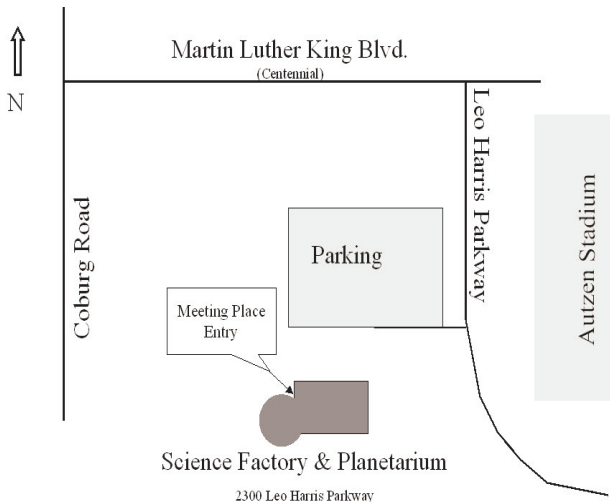 Martin Luther King Blvd.
(Centennial)
N
Leo Harris Parkway
Coburg Road
Parking
Autzen Stadium
Meeting Place
Entry
Science Factory & Planetarium
2300 Leo Harris Parkway